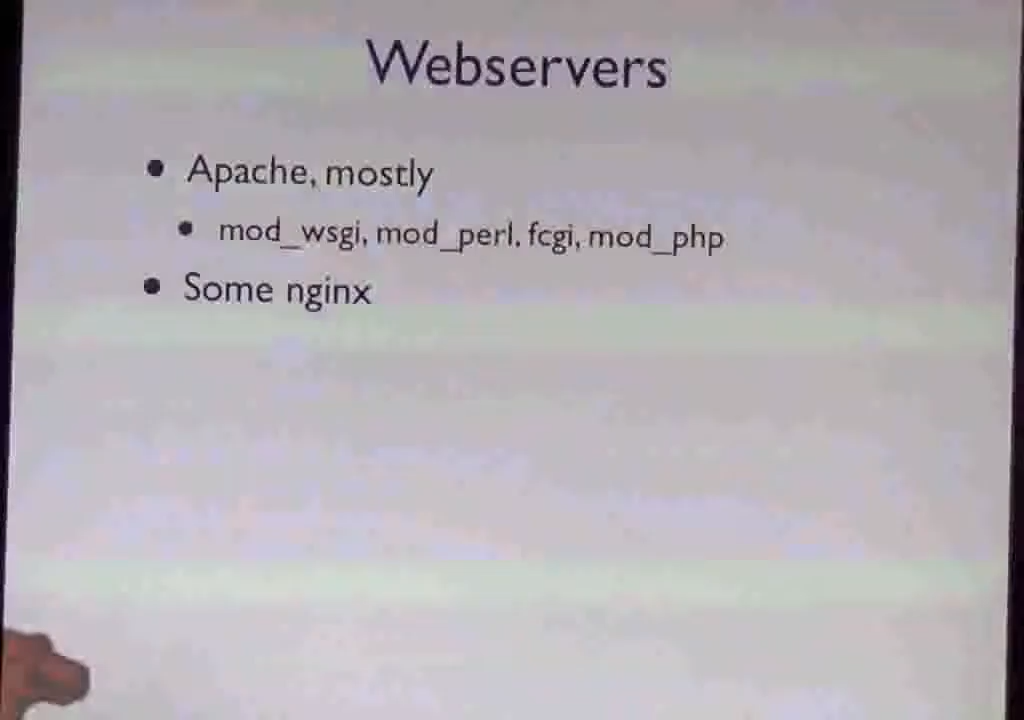 Webservers
• Apache, mostly
• mod_wsgi, mod_perl, fcgi, mod_php
• Some nginx